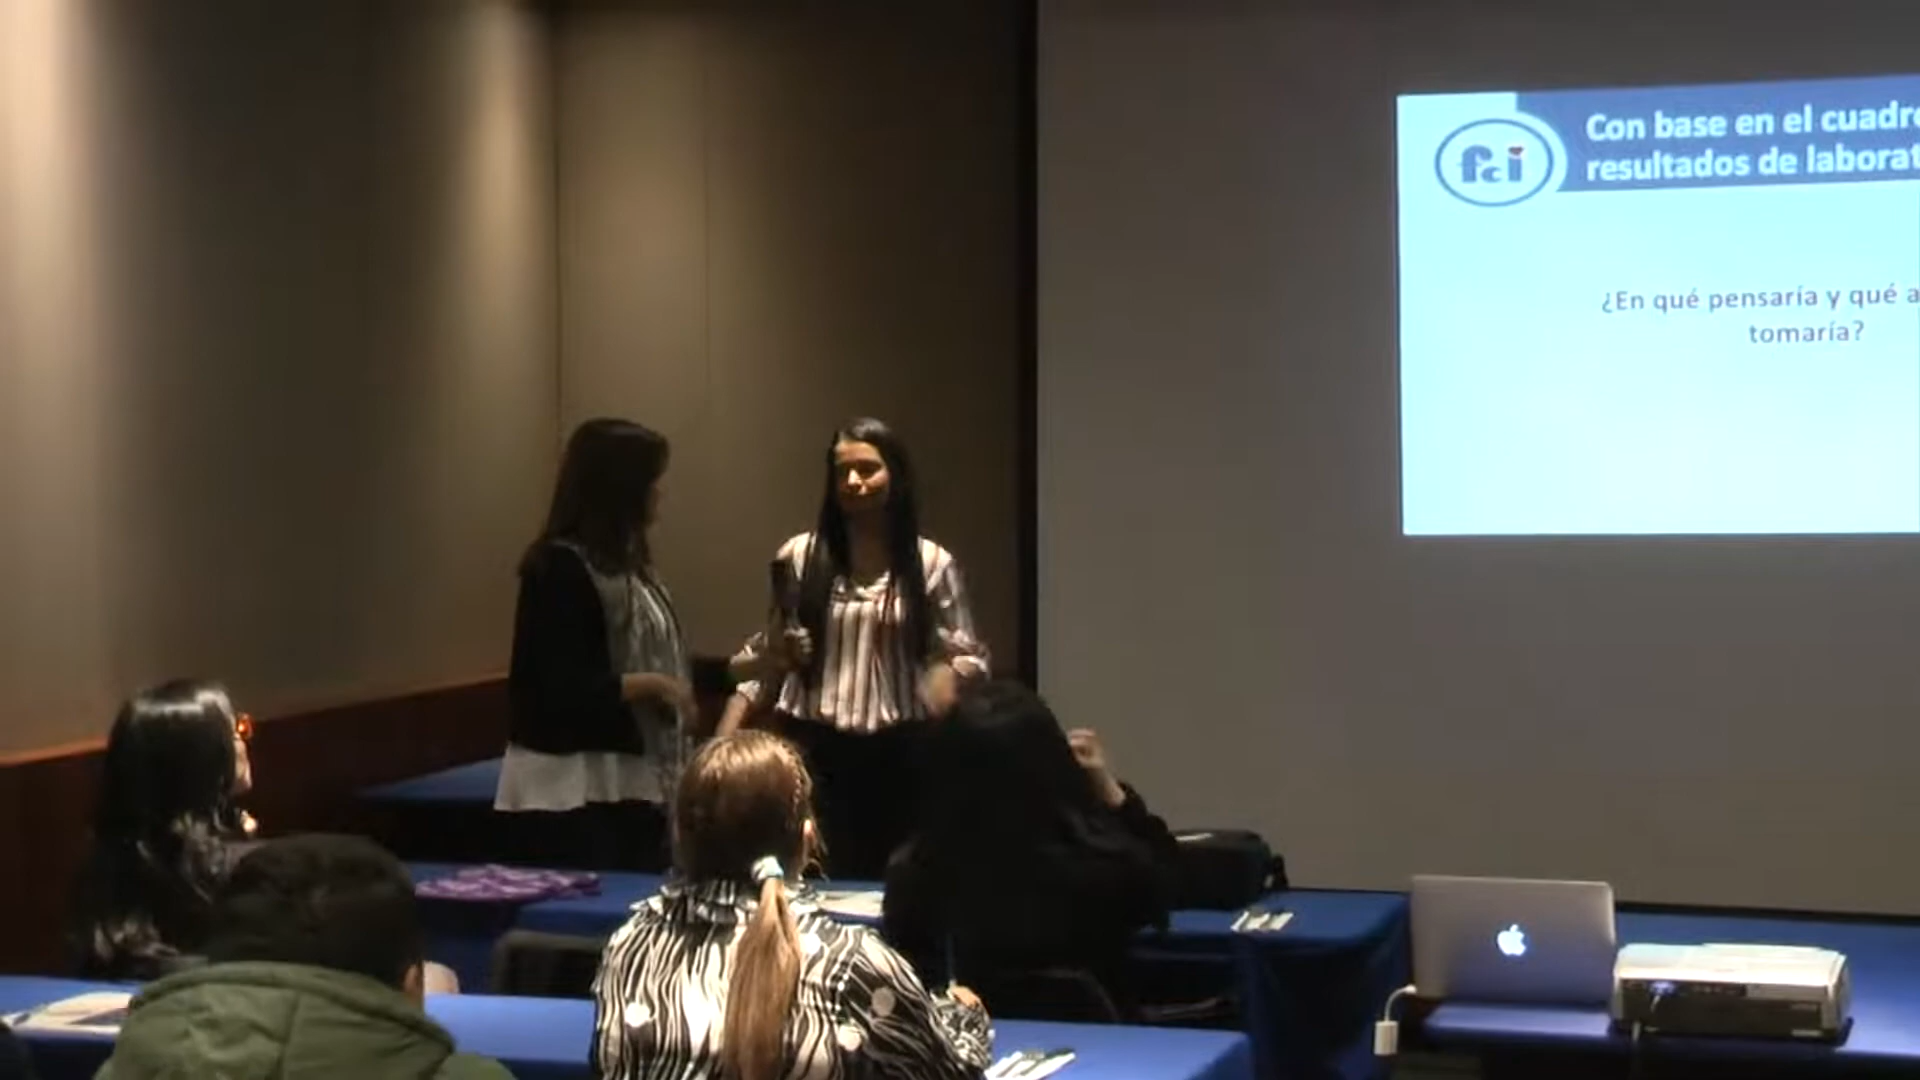 fci
Con base en el cuadro
resultados de laborat
¿En qué pensaría y qué a
tomaría?